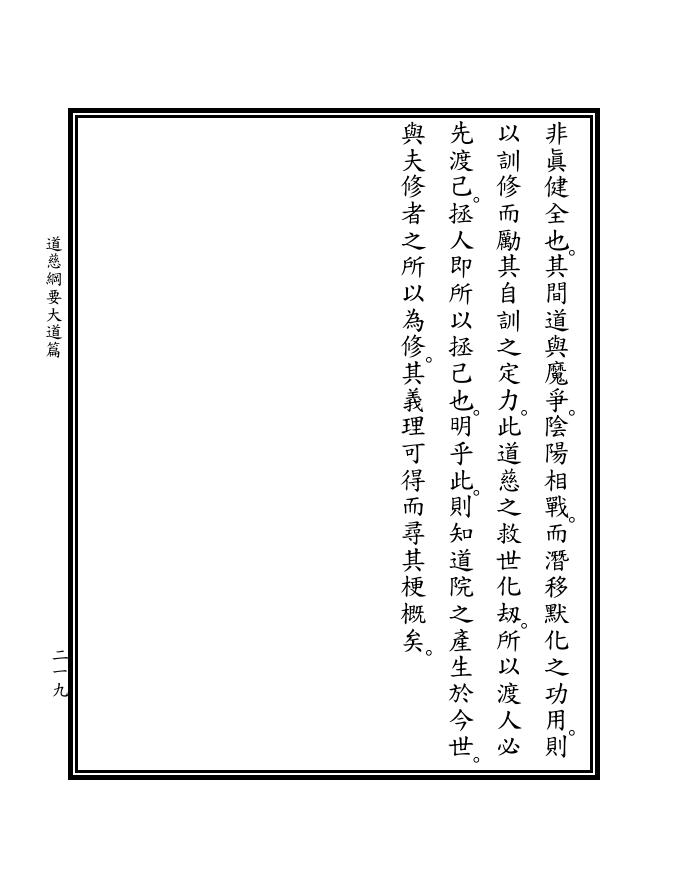 非眞健全也。其間道與魔爭。陰陽相戰。而潛移默化之功用。則
以訓修而勵其自訓之定力。此道慈之救世化刼。所以渡人必
先渡己。拯人即所以拯己也。明乎此。則知道院之產生於今世。
與夫修者之所以為修。其義理可得而尋其梗概矣。
道慈綱要大道篇
二一九